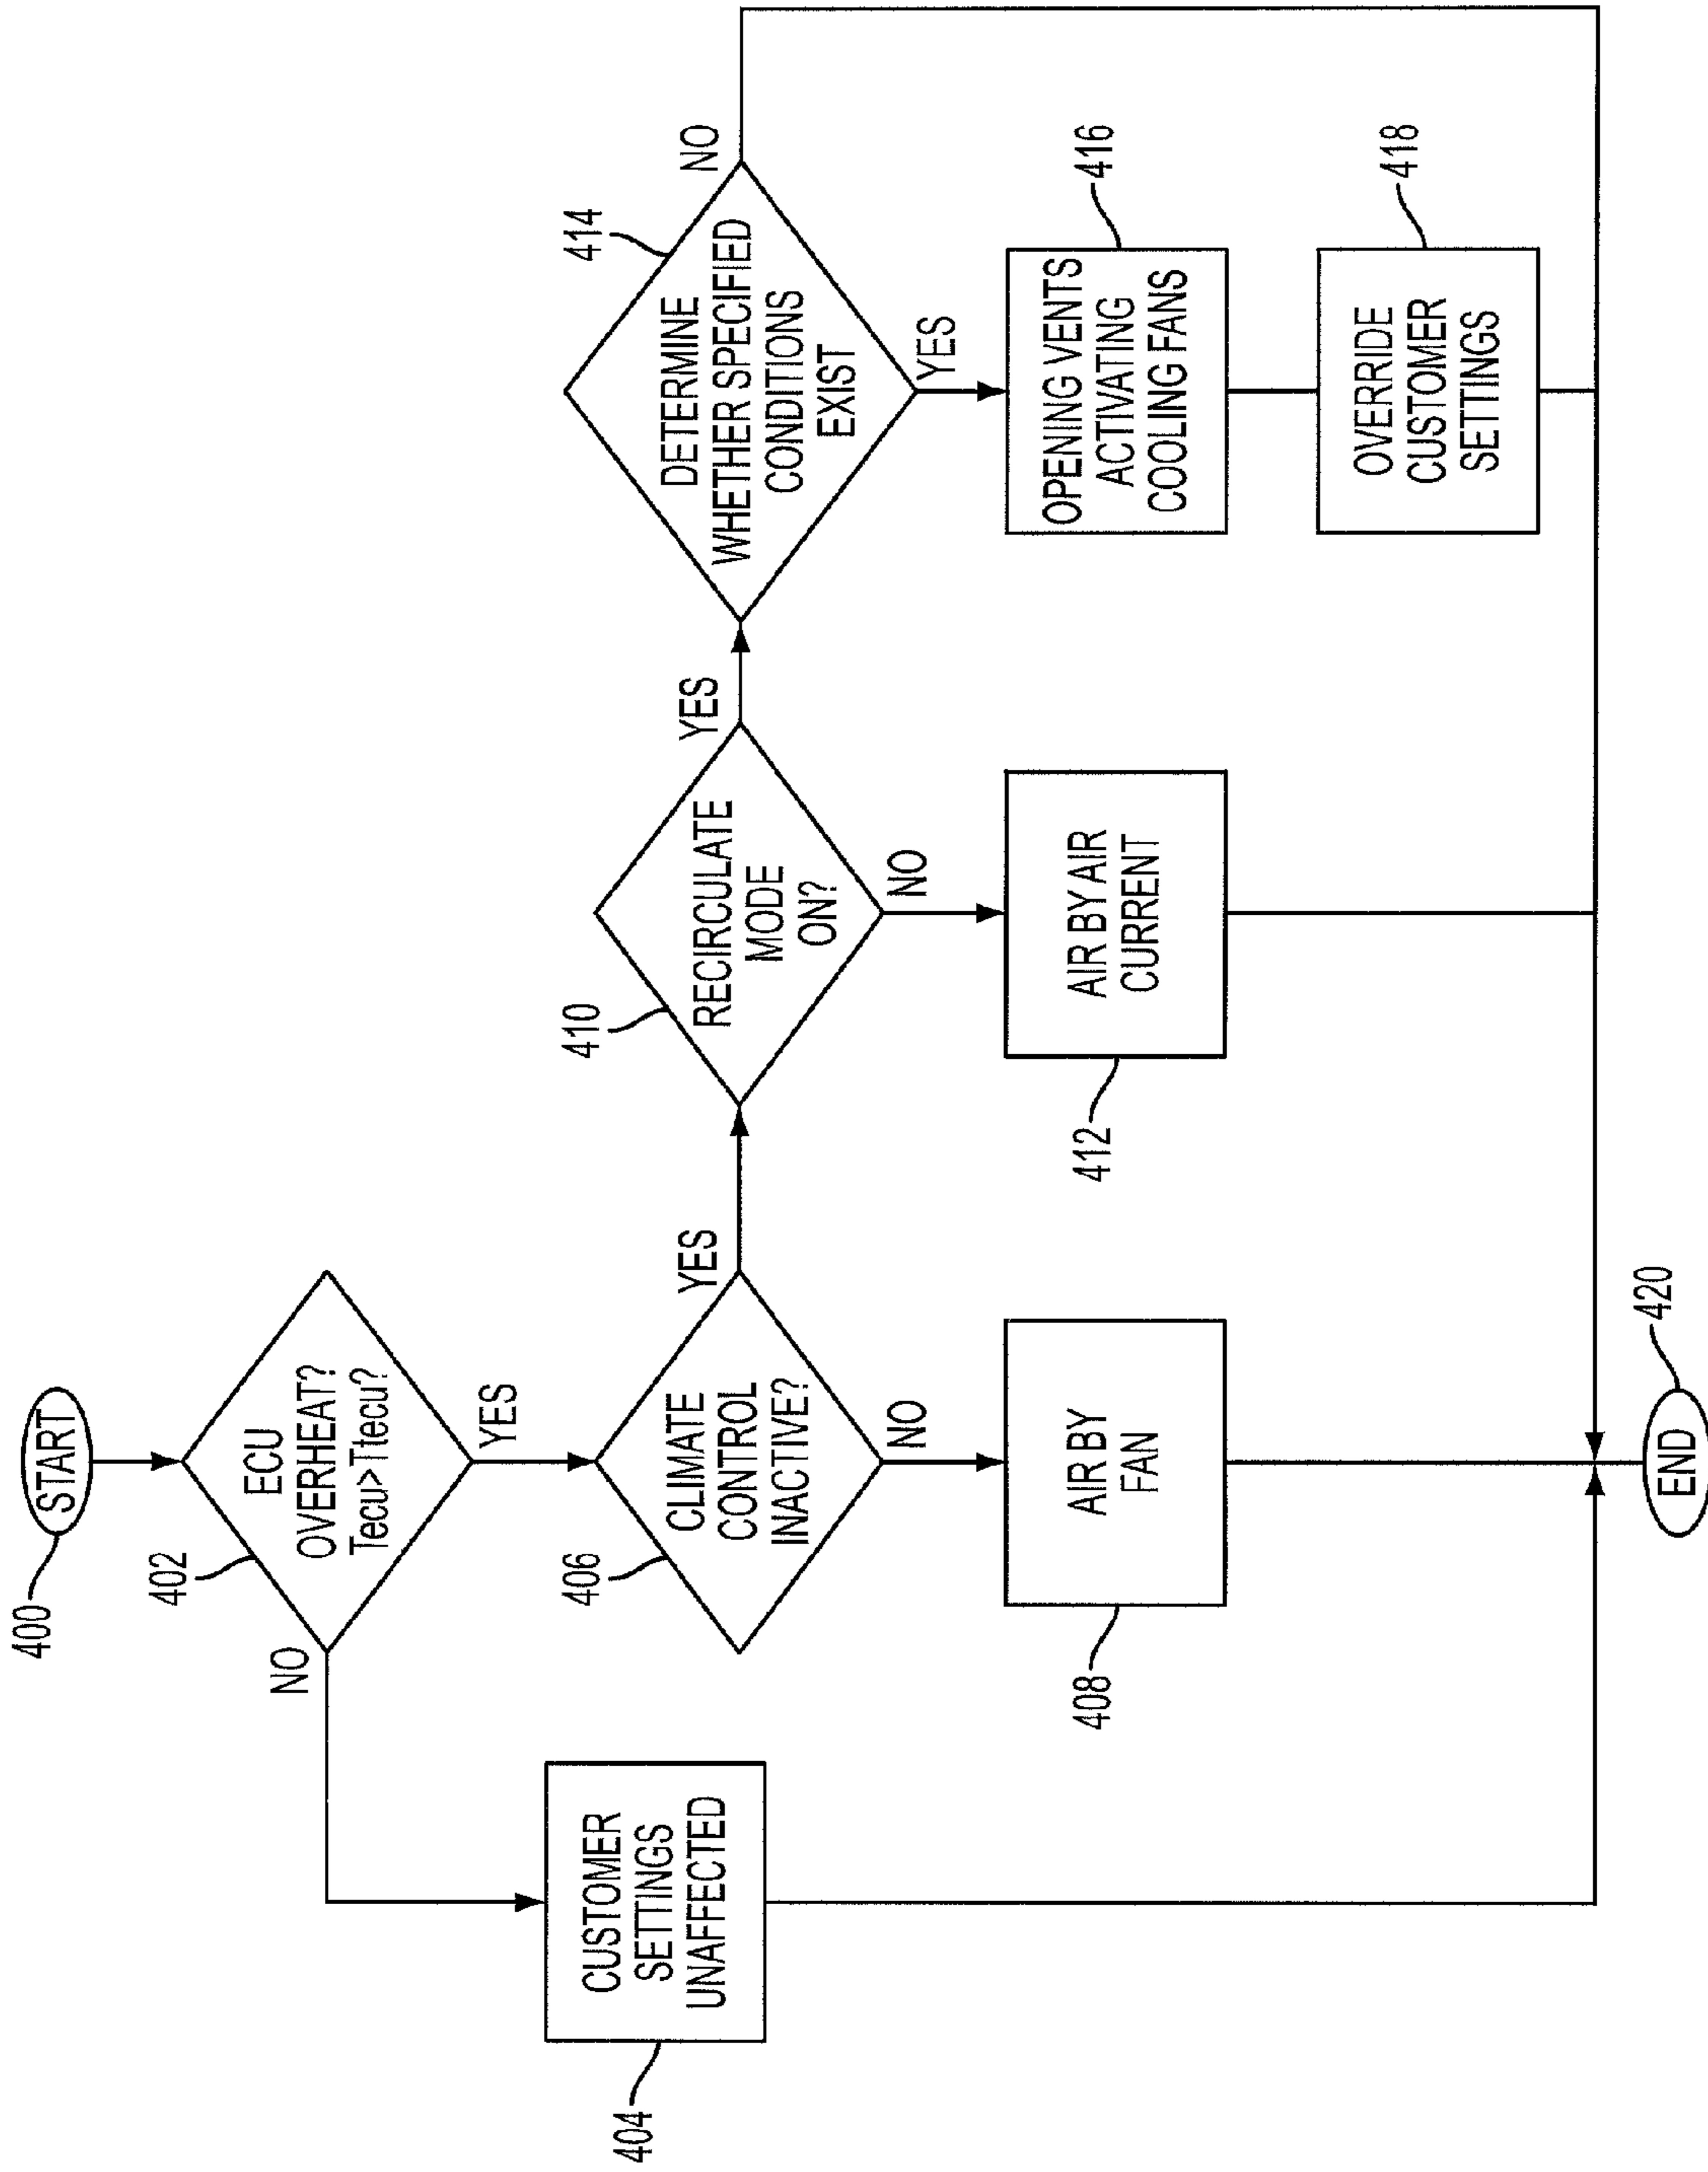 400
START
402
ECU
OVERHEAT?
Tecu>Ttecu?
NO
YES
404
CUSTOMER
SETTINGS
UNAFFECTED
406
CLIMATE
CONTROL
INACTIVE?
YES
NO
408
AIR BY
FAN
410
RECIRCULATE
MODE
ON?
YES
NO
412
AIR BY AIR
CURRENT
414
DETERMINE
WHETHER SPECIFIED
CONDITIONS
EXIST
NO
YES
416
OPENING VENTS
ACTIVATING
COOLING FANS
418
OVERRIDE
CUSTOMER
SETTINGS
420
END